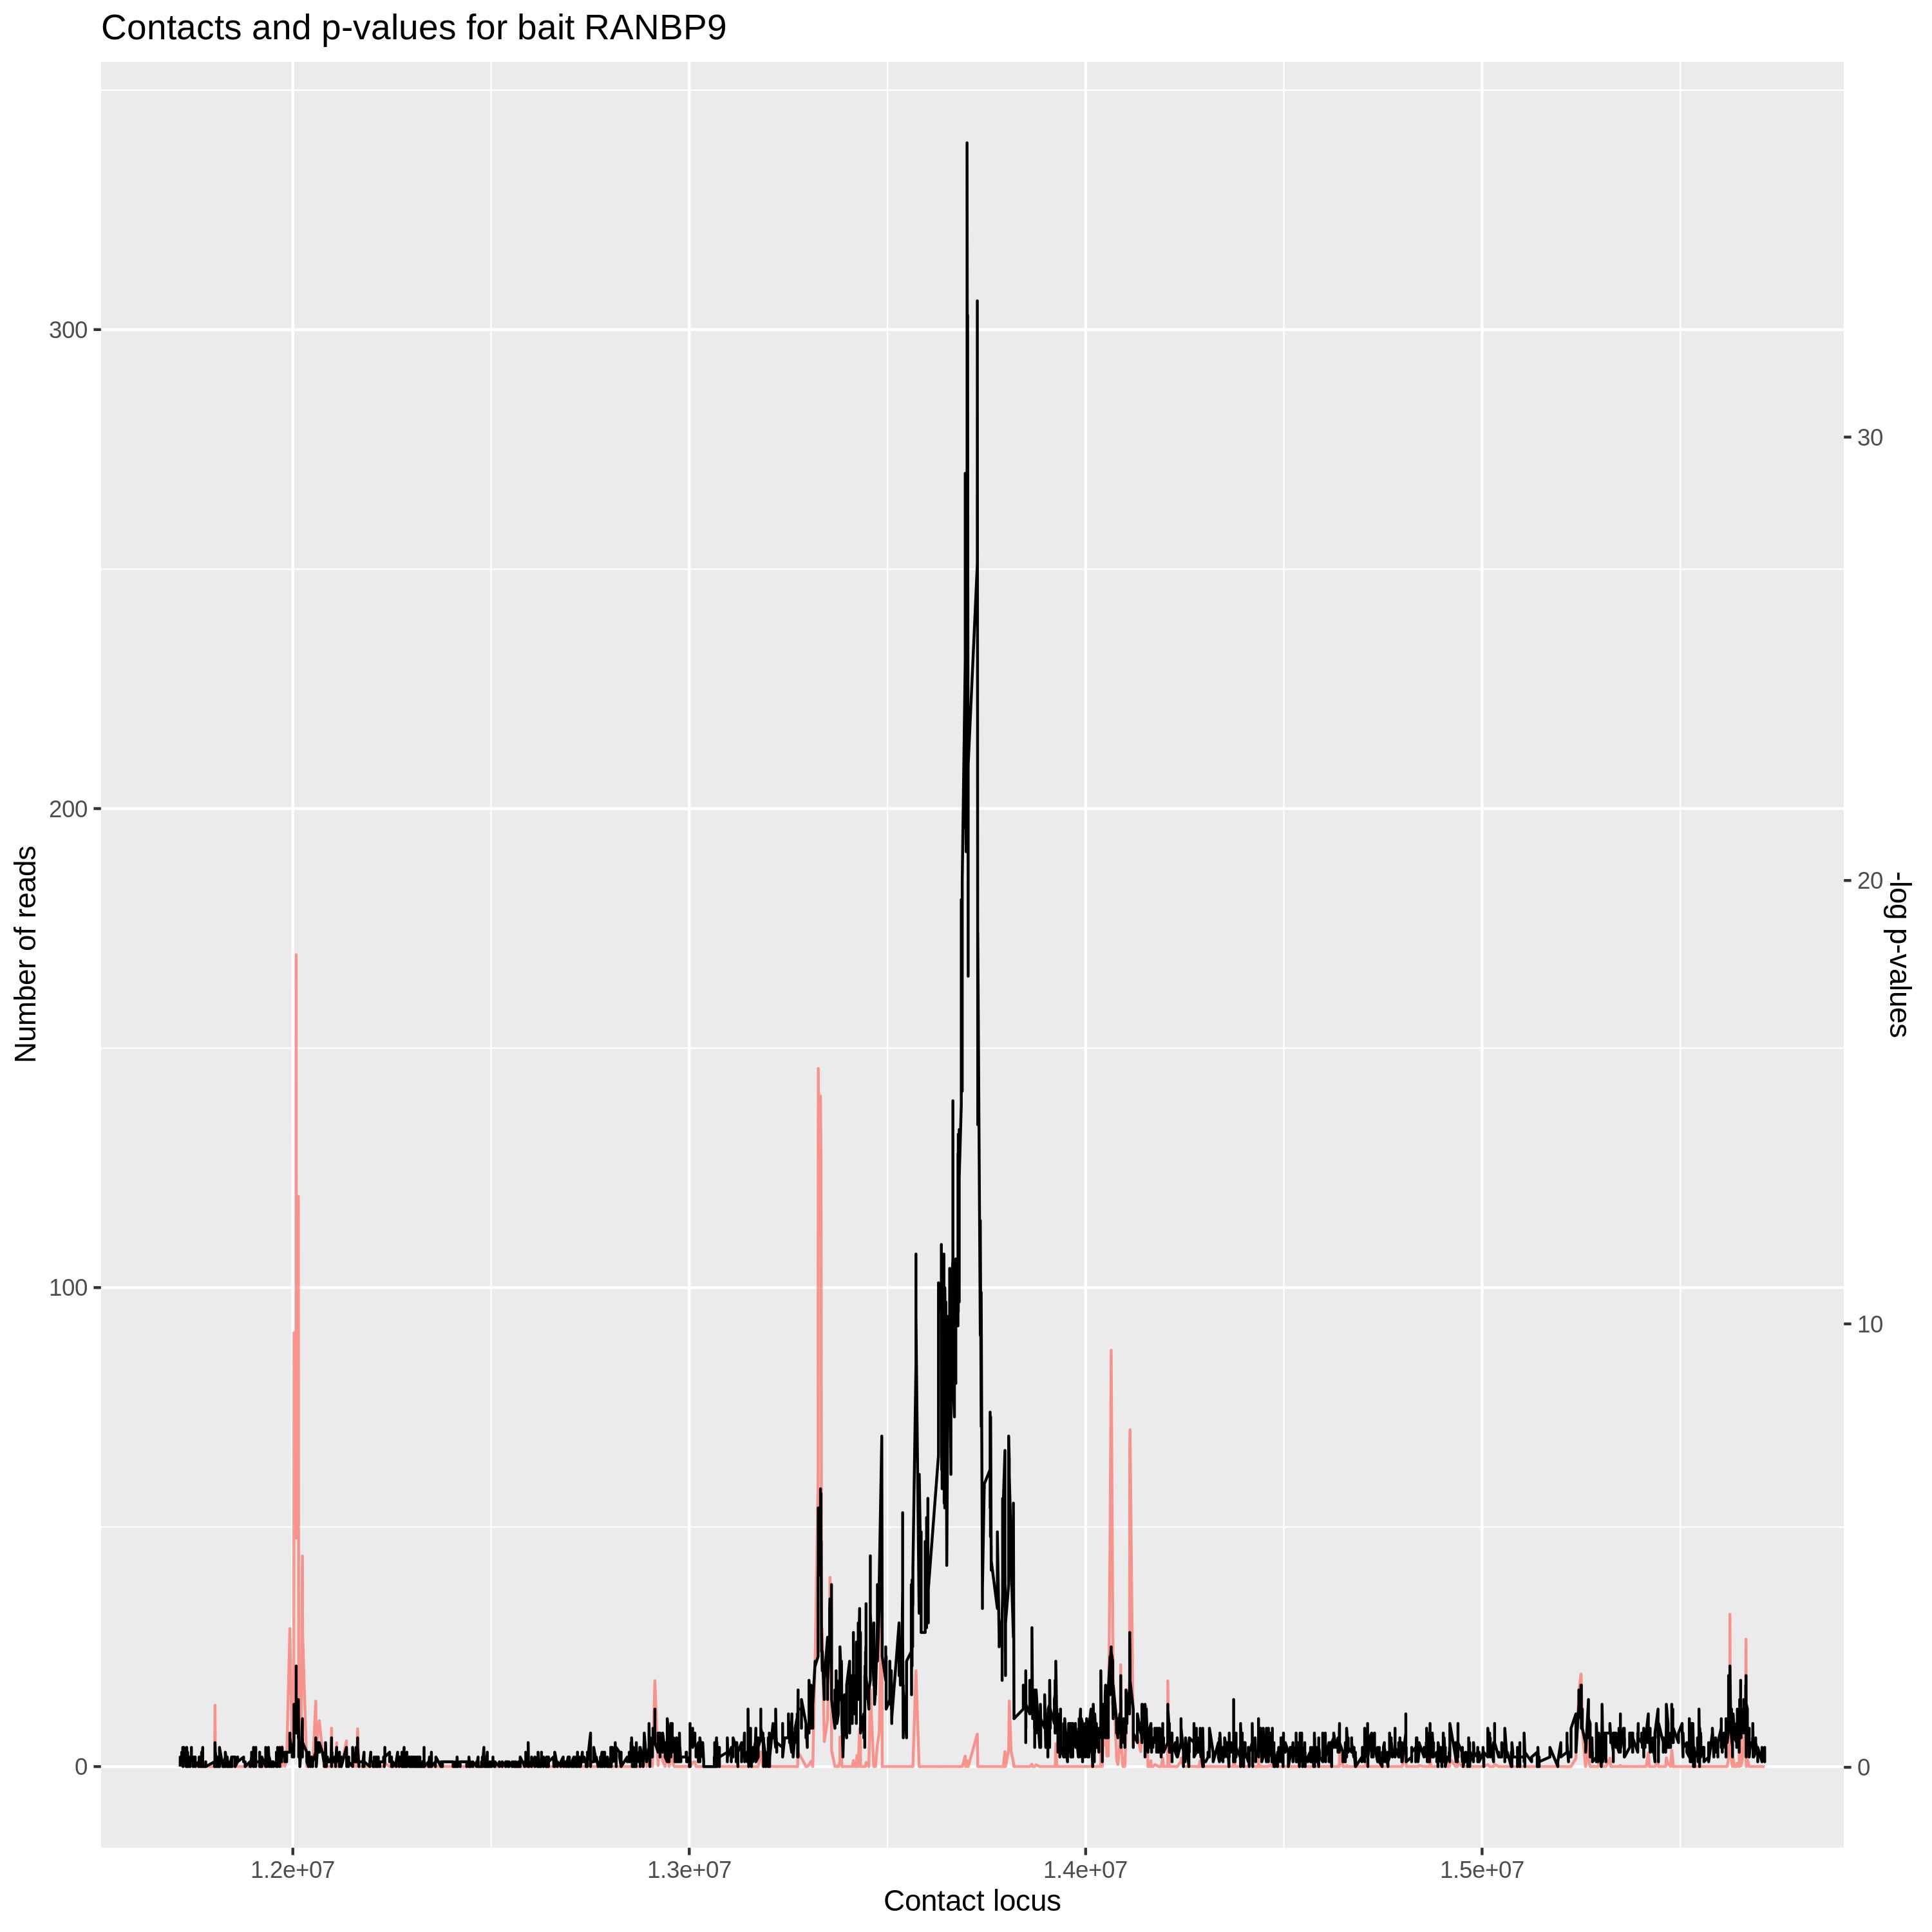 Contacts and p-values for bait RANBP9
300
200
100
0
Number of reads
30
20
10
0
-log p-values
1.2e+07
1.3e+07
1.4e+07
1.5e+07
Contact locus